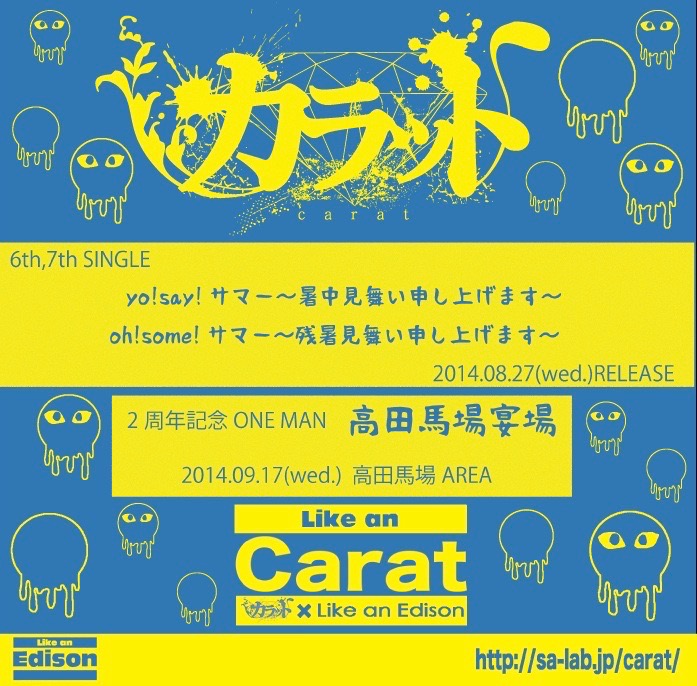 カラット
carat
6th,7th SINGLE
yo!say! サマー〜暑中見舞い申し上げます〜
oh!some! サマー〜残暑見舞い申し上げます〜
2014.08.27(wed.)RELEASE
2周年記念 ONE MAN 高田馬場宴場
2014.09.17(wed.) 高田馬場 AREA
Like an
Carat
カラット × Like an Edison
Like an
Edison
http://sa-lab.jp/carat/